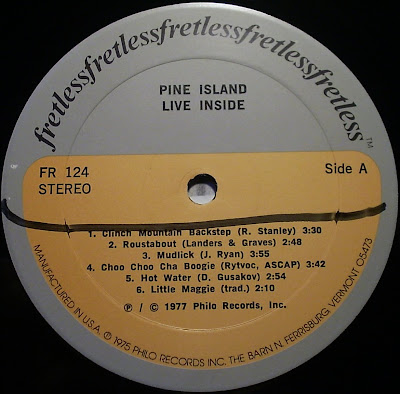 fretlessfretlessfretlessfretlessfretless™
PINE ISLAND
LIVE INSIDE
FR 124
STEREO
Side A
1. Clinch Mountain Backstep (R. Stanley) 3:30
2. Roustabout (Landers & Graves) 2:48
3. Mudlick (J. Ryan) 3:55
4. Choo Choo Cha Boogie (Rytvoc, ASCAP) 3:42
5. Hot Water (D. Gusakov) 2:54
6. Little Maggie (trad.) 2:10
℗ / © 1977 Philo Records, Inc.
MANUFACTURED IN U.S.A. © 1975 PHILO RECORDS INC. THE BARN N. FERRISBURG VERMONT 05473